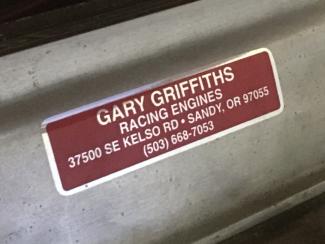 GARY GRIFFITHS
RACING ENGINES
37500 SE KELSO RD • SANDY, OR 97055
(503) 668-7053